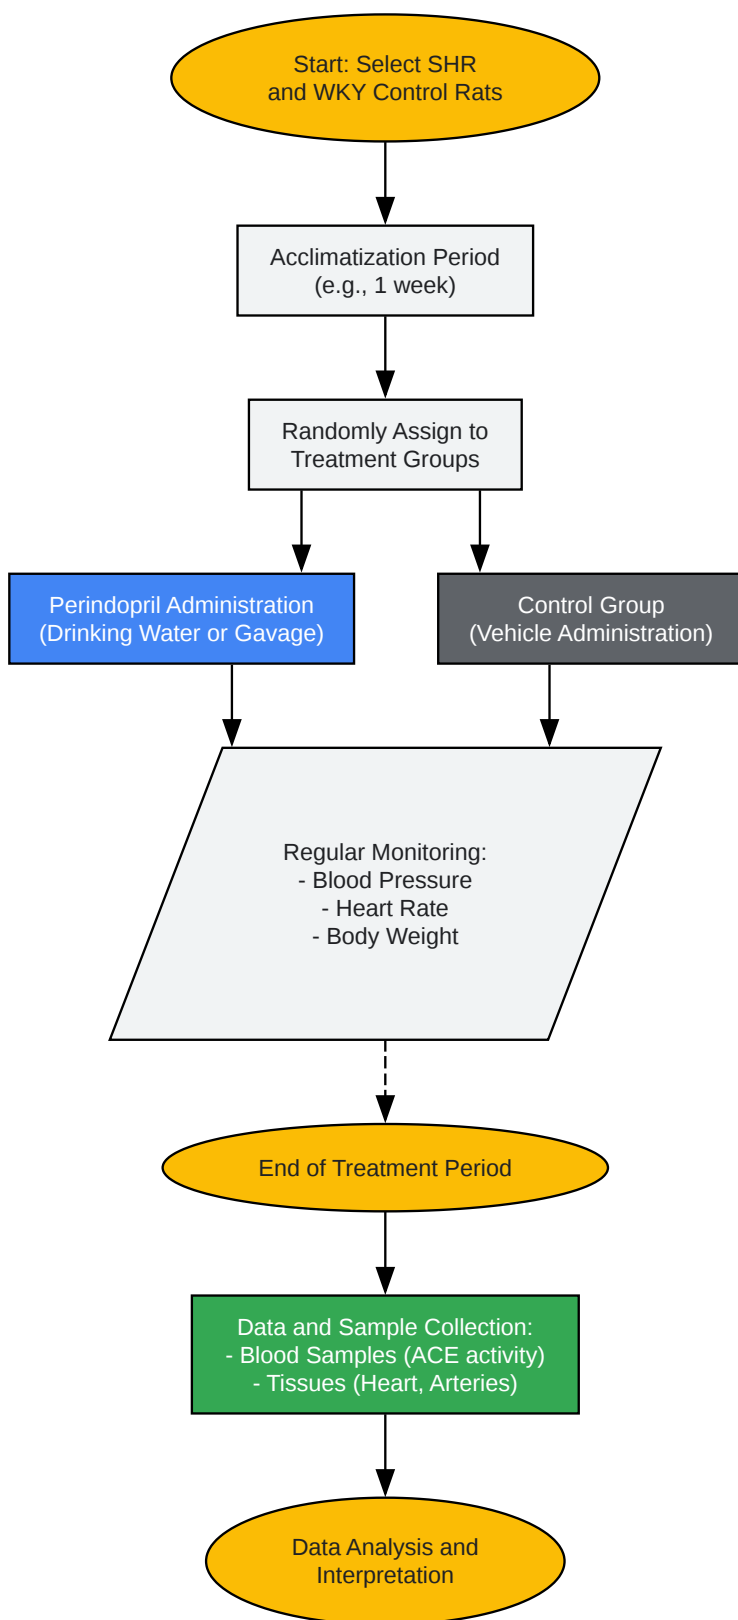 Start: Select SHR
and WKY Control Rats
Acclimatization Period
(e.g., 1 week)
Randomly Assign to
Treatment Groups
Perindopril Administration
(Drinking Water or Gavage)
Control Group
(Vehicle Administration)
Regular Monitoring:
- Blood Pressure
- Heart Rate
- Body Weight
End of Treatment Period
Data and Sample Collection:
- Blood Samples (ACE activity)
- Tissues (Heart, Arteries)
Data Analysis and
Interpretation